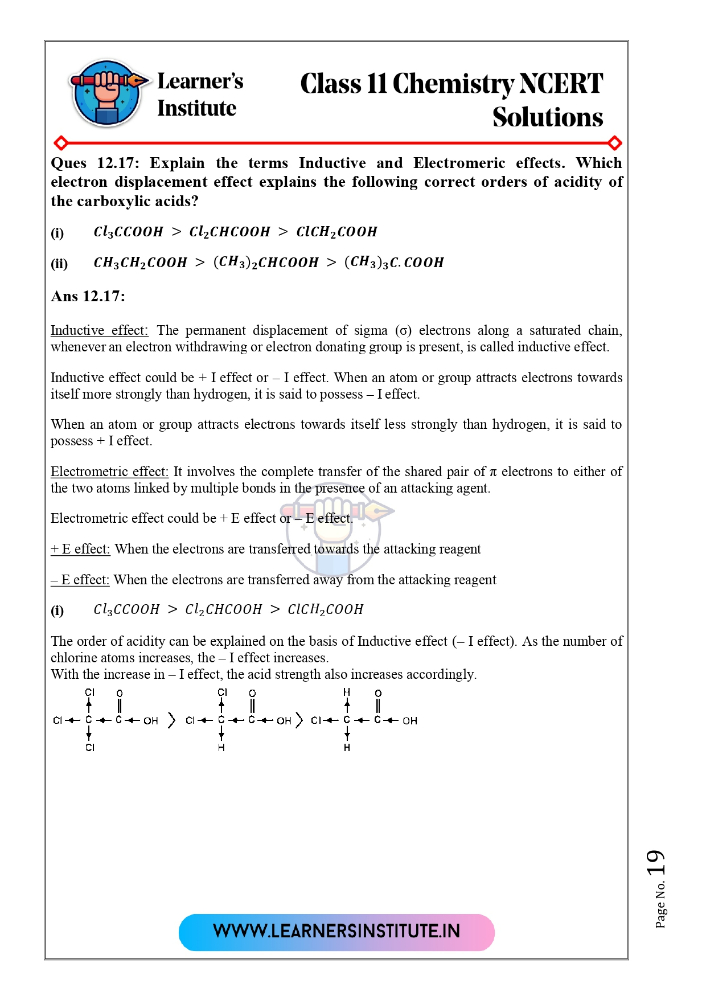 Learner's
Institute
Class 11 Chemistry NCERT
Solutions
Ques 12.17: Explain the terms Inductive and Electromeric effects. Which
electron displacement effect explains the following correct orders of acidity of
the carboxylic acids?
(i) Cl₃CCOOH > Cl₂CHCOOH > ClCH₂COOH
(ii) CH₃CH₂COOH > (CH₃)₂CHCOOH > (CH₃)₃C.COOH
Ans 12.17:
Inductive effect: The permanent displacement of sigma (σ) electrons along a saturated chain,
whenever an electron withdrawing or electron donating group is present, is called inductive effect.
Inductive effect could be + I effect or – I effect. When an atom or group attracts electrons towards
itself more strongly than hydrogen, it is said to possess – I effect.
When an atom or group attracts electrons towards itself less strongly than hydrogen, it is said to
possess + I effect.
Electrometric effect: It involves the complete transfer of the shared pair of π electrons to either of
the two atoms linked by multiple bonds in the presence of an attacking agent.
Electrometric effect could be + E effect or – E effect.
+ E effect: When the electrons are transferred towards the attacking reagent
– E effect: When the electrons are transferred away from the attacking reagent
(i) Cl₃CCOOH > Cl₂CHCOOH > ClCH₂COOH
The order of acidity can be explained on the basis of Inductive effect (– I effect). As the number of
chlorine atoms increases, the – I effect increases.
With the increase in – I effect, the acid strength also increases accordingly.
Cl O Cl O H O
Cl C C OH > Cl C C OH > Cl C C OH
Cl H H
Page No. 19
WWW.LEARNERSINSTITUTE.IN